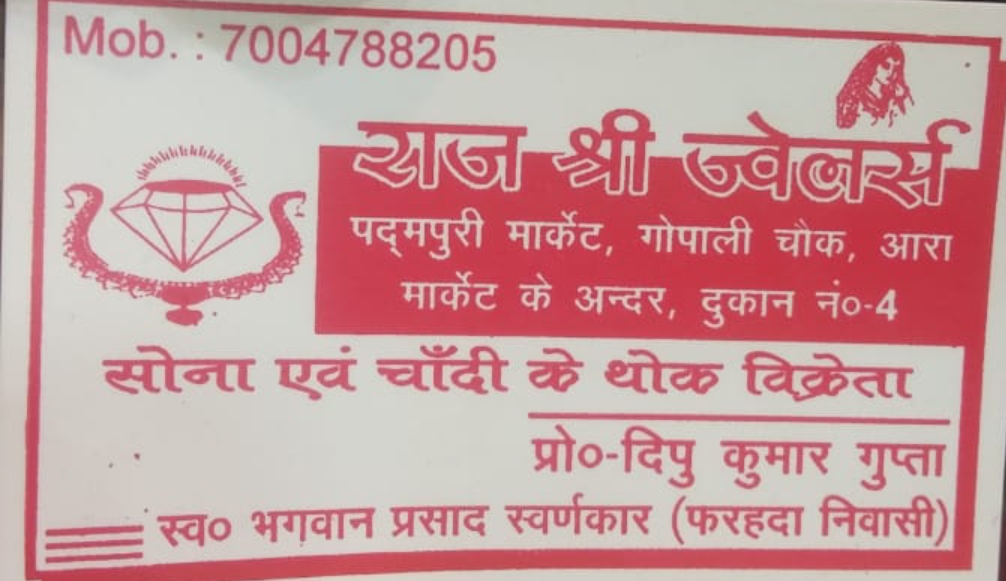 Mob. : 7004788205
राज श्री ज्वेलर्स
पद्मपुरी मार्केट, गोपाली चौक, आरा
मार्केट के अन्दर, दुकान नं०-4
सोना एवं चाँदी के थोक विक्रेता
प्रो०-दिपु कुमार गुप्ता
स्व० भगवान प्रसाद स्वर्णकार (फरहदा निवासी)